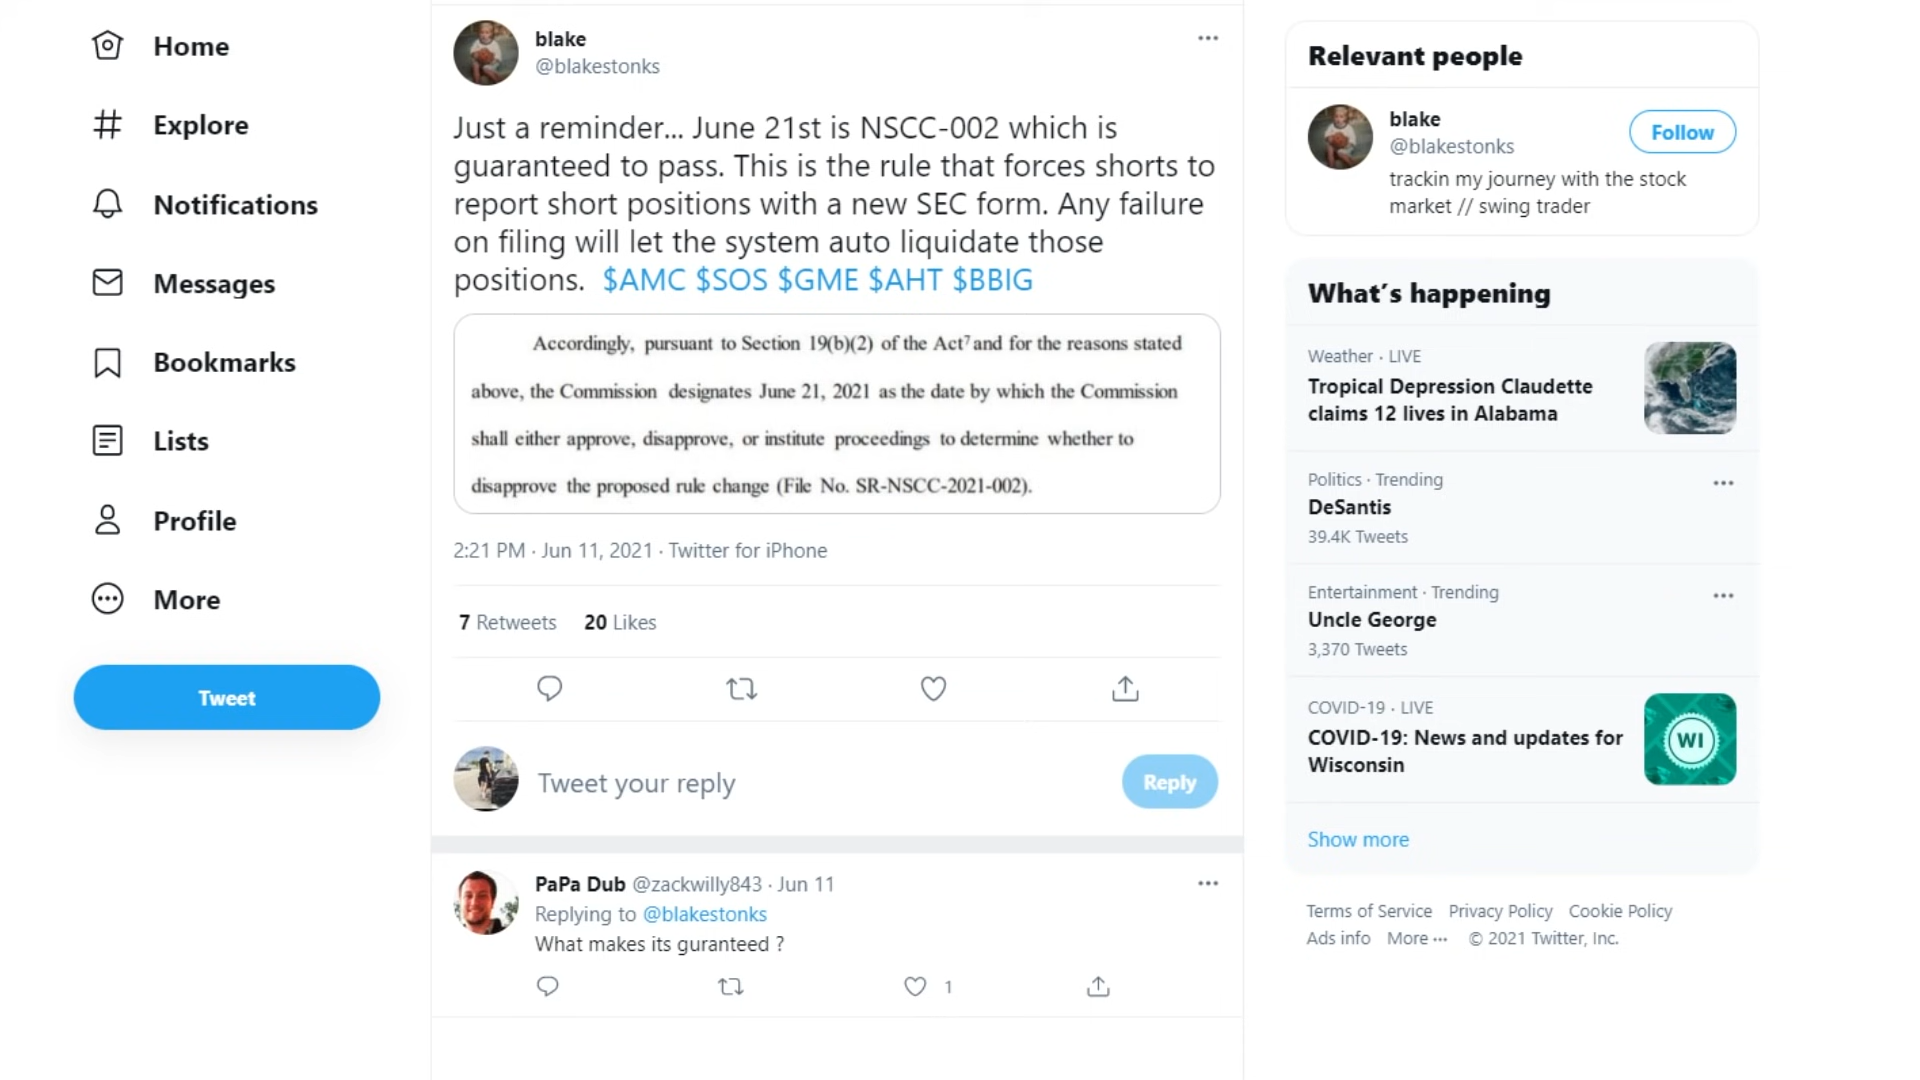 Home
Explore
Notifications
Messages
Bookmarks
Lists
Profile
More
Tweet
blake
@blakestonks
Just a reminder... June 21st is NSCC-002 which is
guaranteed to pass. This is the rule that forces shorts to
report short positions with a new SEC form. Any failure
on filing will let the system auto liquidate those
positions.  $AMC $SOS $GME $AHT $BBIG
Accordingly, pursuant to Section 19(b)(2) of the Act7 and for the reasons stated
above, the Commission designates June 21, 2021 as the date by which the Commission
shall either approve, disapprove, or institute proceedings to determine whether to
disapprove the proposed rule change (File No. SR-NSCC-2021-002).
2:21 PM · Jun 11, 2021 · Twitter for iPhone
7 Retweets 20 Likes
Tweet your reply
Reply
PaPa Dub @zackwilly843 · Jun 11
Replying to @blakestonks
What makes its guranteed ?
1
Relevant people
blake
@blakestonks
Follow
trackin my journey with the stock
market // swing trader
What's happening
Weather · LIVE
Tropical Depression Claudette
claims 12 lives in Alabama
Politics · Trending
DeSantis
39.4K Tweets
Entertainment · Trending
Uncle George
3,370 Tweets
COVID-19 · LIVE
COVID-19: News and updates for
Wisconsin
WI
Show more
Terms of Service Privacy Policy Cookie Policy
Ads info More ··· © 2021 Twitter, Inc.